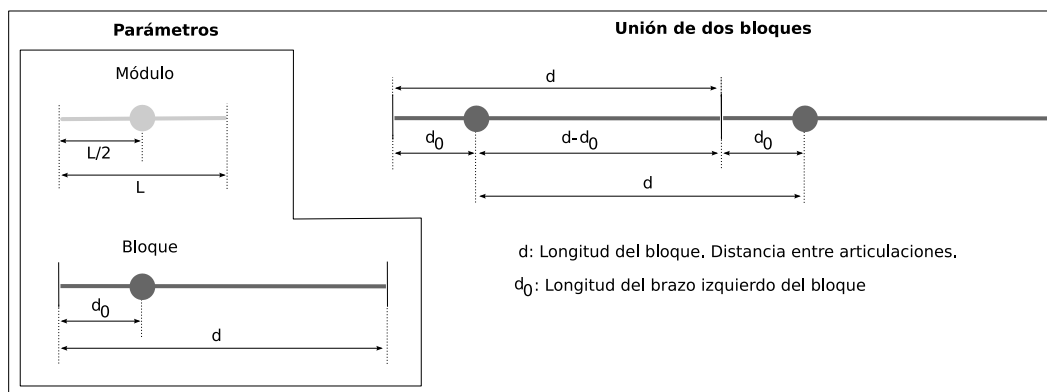 Parámetros
Módulo
L/2
L
Bloque
d0
d
Unión de dos bloques
d
d0
d-d0
d0
d
d: Longitud del bloque. Distancia entre articulaciones.
d0: Longitud del brazo izquierdo del bloque